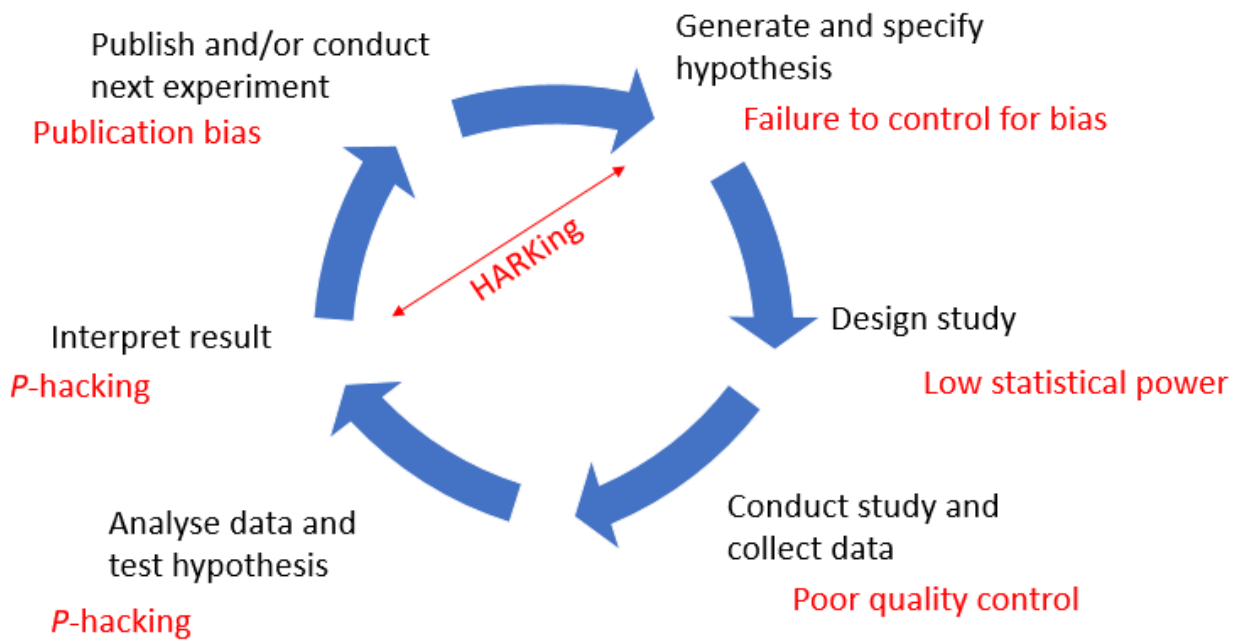 Publish and/or conduct
next experiment
Publication bias
Generate and specify
hypothesis
Failure to control for bias
HARKing
Interpret result
P-hacking
Design study
Low statistical power
Analyse data and
test hypothesis
P-hacking
Conduct study and
collect data
Poor quality control